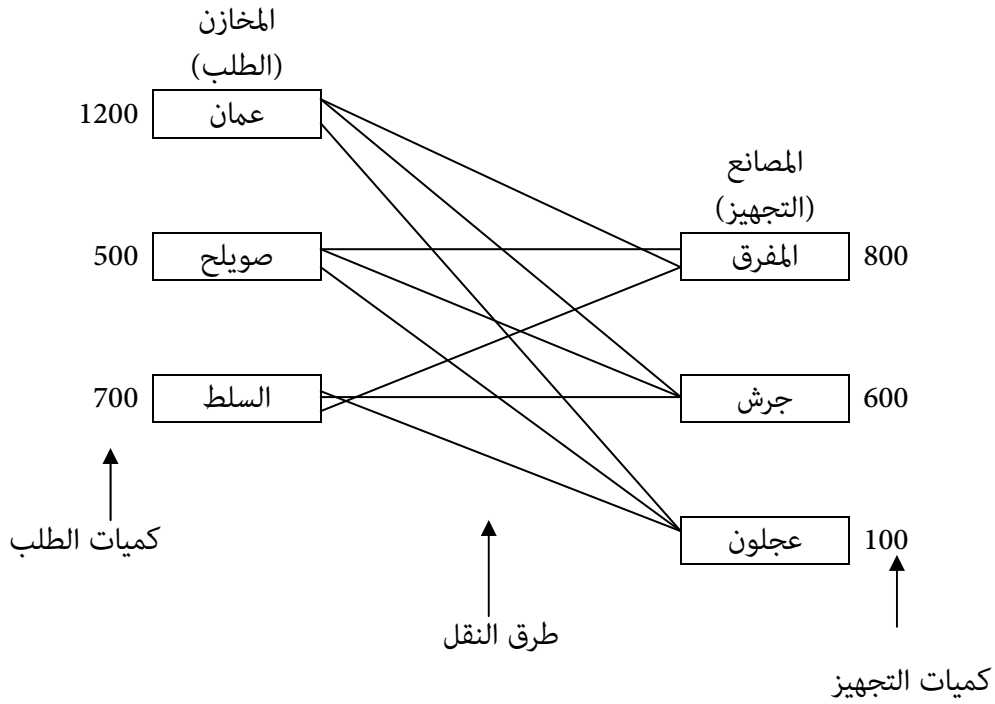 المخازن
(الطلب)
عمان
1200
المصانع
(التجهيز)
800
المفرق
صويلح
500
600
جرش
السلط
700
100
عجلون
كميات الطلب
طرق النقل
كميات التجهيز